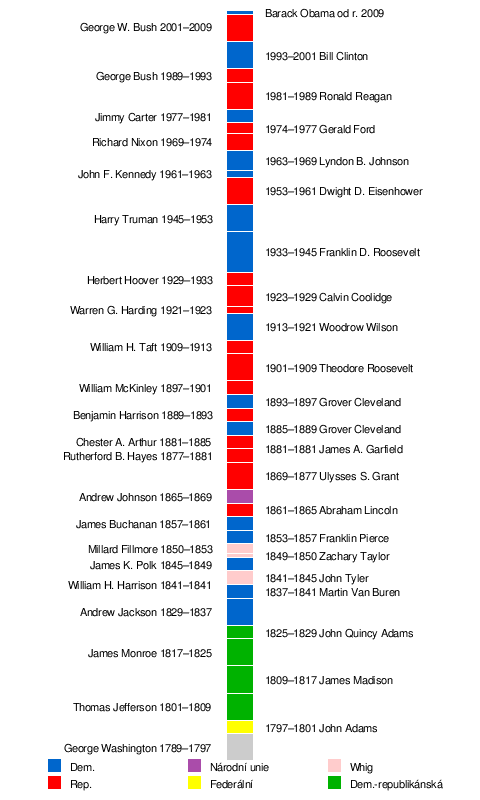 Barack Obama od r. 2009
George W. Bush 2001–2009
1993–2001 Bill Clinton
George Bush 1989–1993
1981–1989 Ronald Reagan
Jimmy Carter 1977–1981
1974–1977 Gerald Ford
Richard Nixon 1969–1974
1963–1969 Lyndon B. Johnson
John F. Kennedy 1961–1963
1953–1961 Dwight D. Eisenhower
Harry Truman 1945–1953
1933–1945 Franklin D. Roosevelt
Herbert Hoover 1929–1933
1923–1929 Calvin Coolidge
Warren G. Harding 1921–1923
1913–1921 Woodrow Wilson
William H. Taft 1909–1913
1901–1909 Theodore Roosevelt
William McKinley 1897–1901
1893–1897 Grover Cleveland
Benjamin Harrison 1889–1893
1885–1889 Grover Cleveland
Chester A. Arthur 1881–1885
1881–1881 James A. Garfield
Rutherford B. Hayes 1877–1881
1869–1877 Ulysses S. Grant
Andrew Johnson 1865–1869
1861–1865 Abraham Lincoln
James Buchanan 1857–1861
1853–1857 Franklin Pierce
Millard Fillmore 1850–1853
1849–1850 Zachary Taylor
James K. Polk 1845–1849
1841–1845 John Tyler
William H. Harrison 1841–1841
1837–1841 Martin Van Buren
Andrew Jackson 1829–1837
1825–1829 John Quincy Adams
James Monroe 1817–1825
1809–1817 James Madison
Thomas Jefferson 1801–1809
1797–1801 John Adams
George Washington 1789–1797
Dem.
Národní unie
Whig
Rep.
Federální
Dem.-republikánská